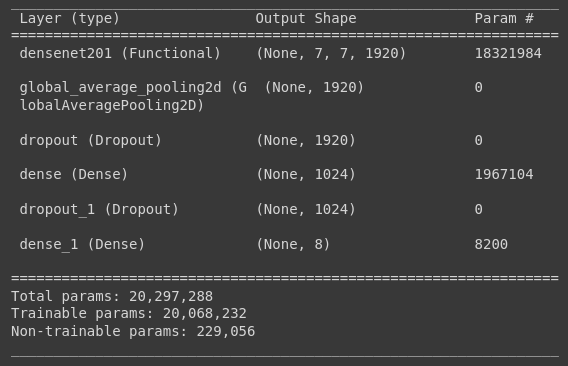 Layer (type) Output Shape Param #
densenet201 (Functional) (None, 7, 7, 1920) 18321984
global_average_pooling2d (G (None, 1920) 0
lobalAveragePooling2D)
dropout (Dropout) (None, 1920) 0
dense (Dense) (None, 1024) 1967104
dropout_1 (Dropout) (None, 1024) 0
dense_1 (Dense) (None, 8) 8200
Total params: 20,297,288
Trainable params: 20,068,232
Non-trainable params: 229,056